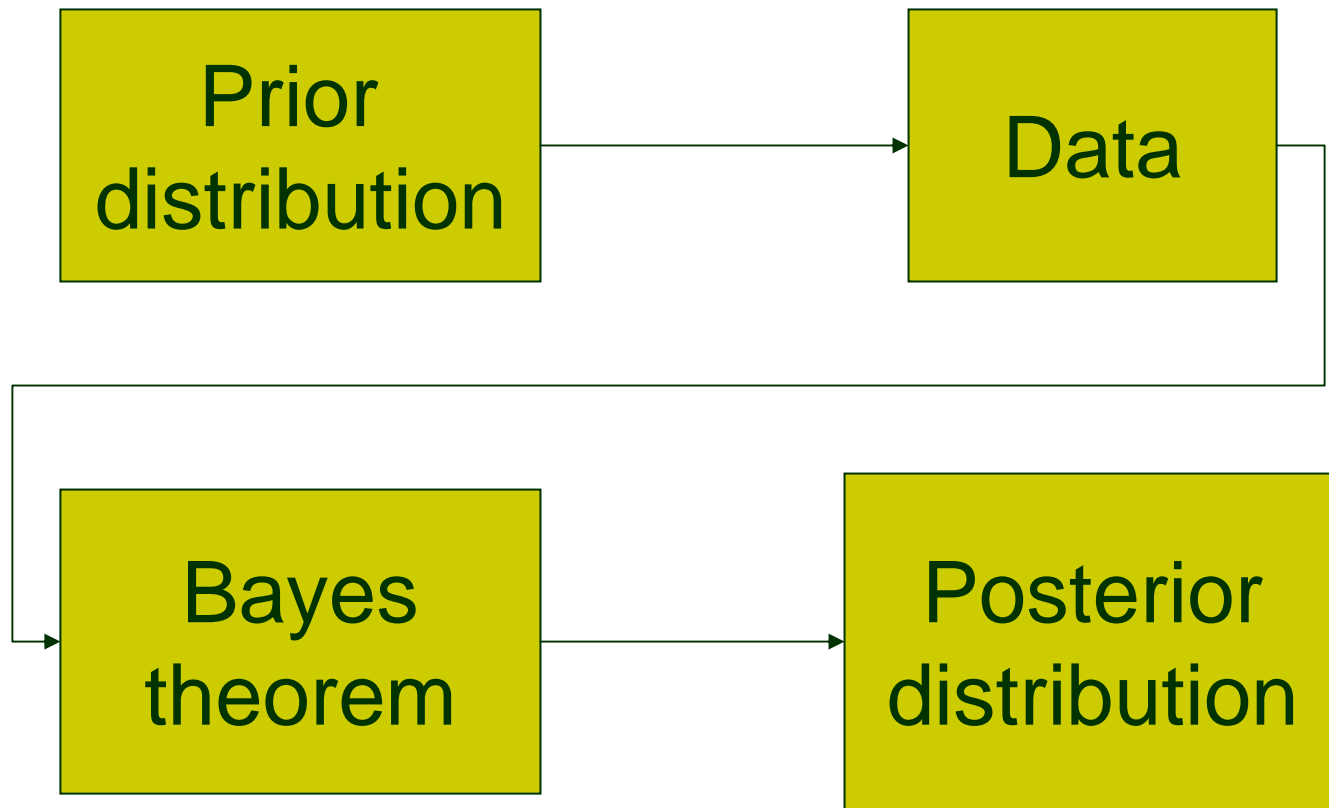 Prior
distribution
Data
Bayes
theorem
Posterior
distribution